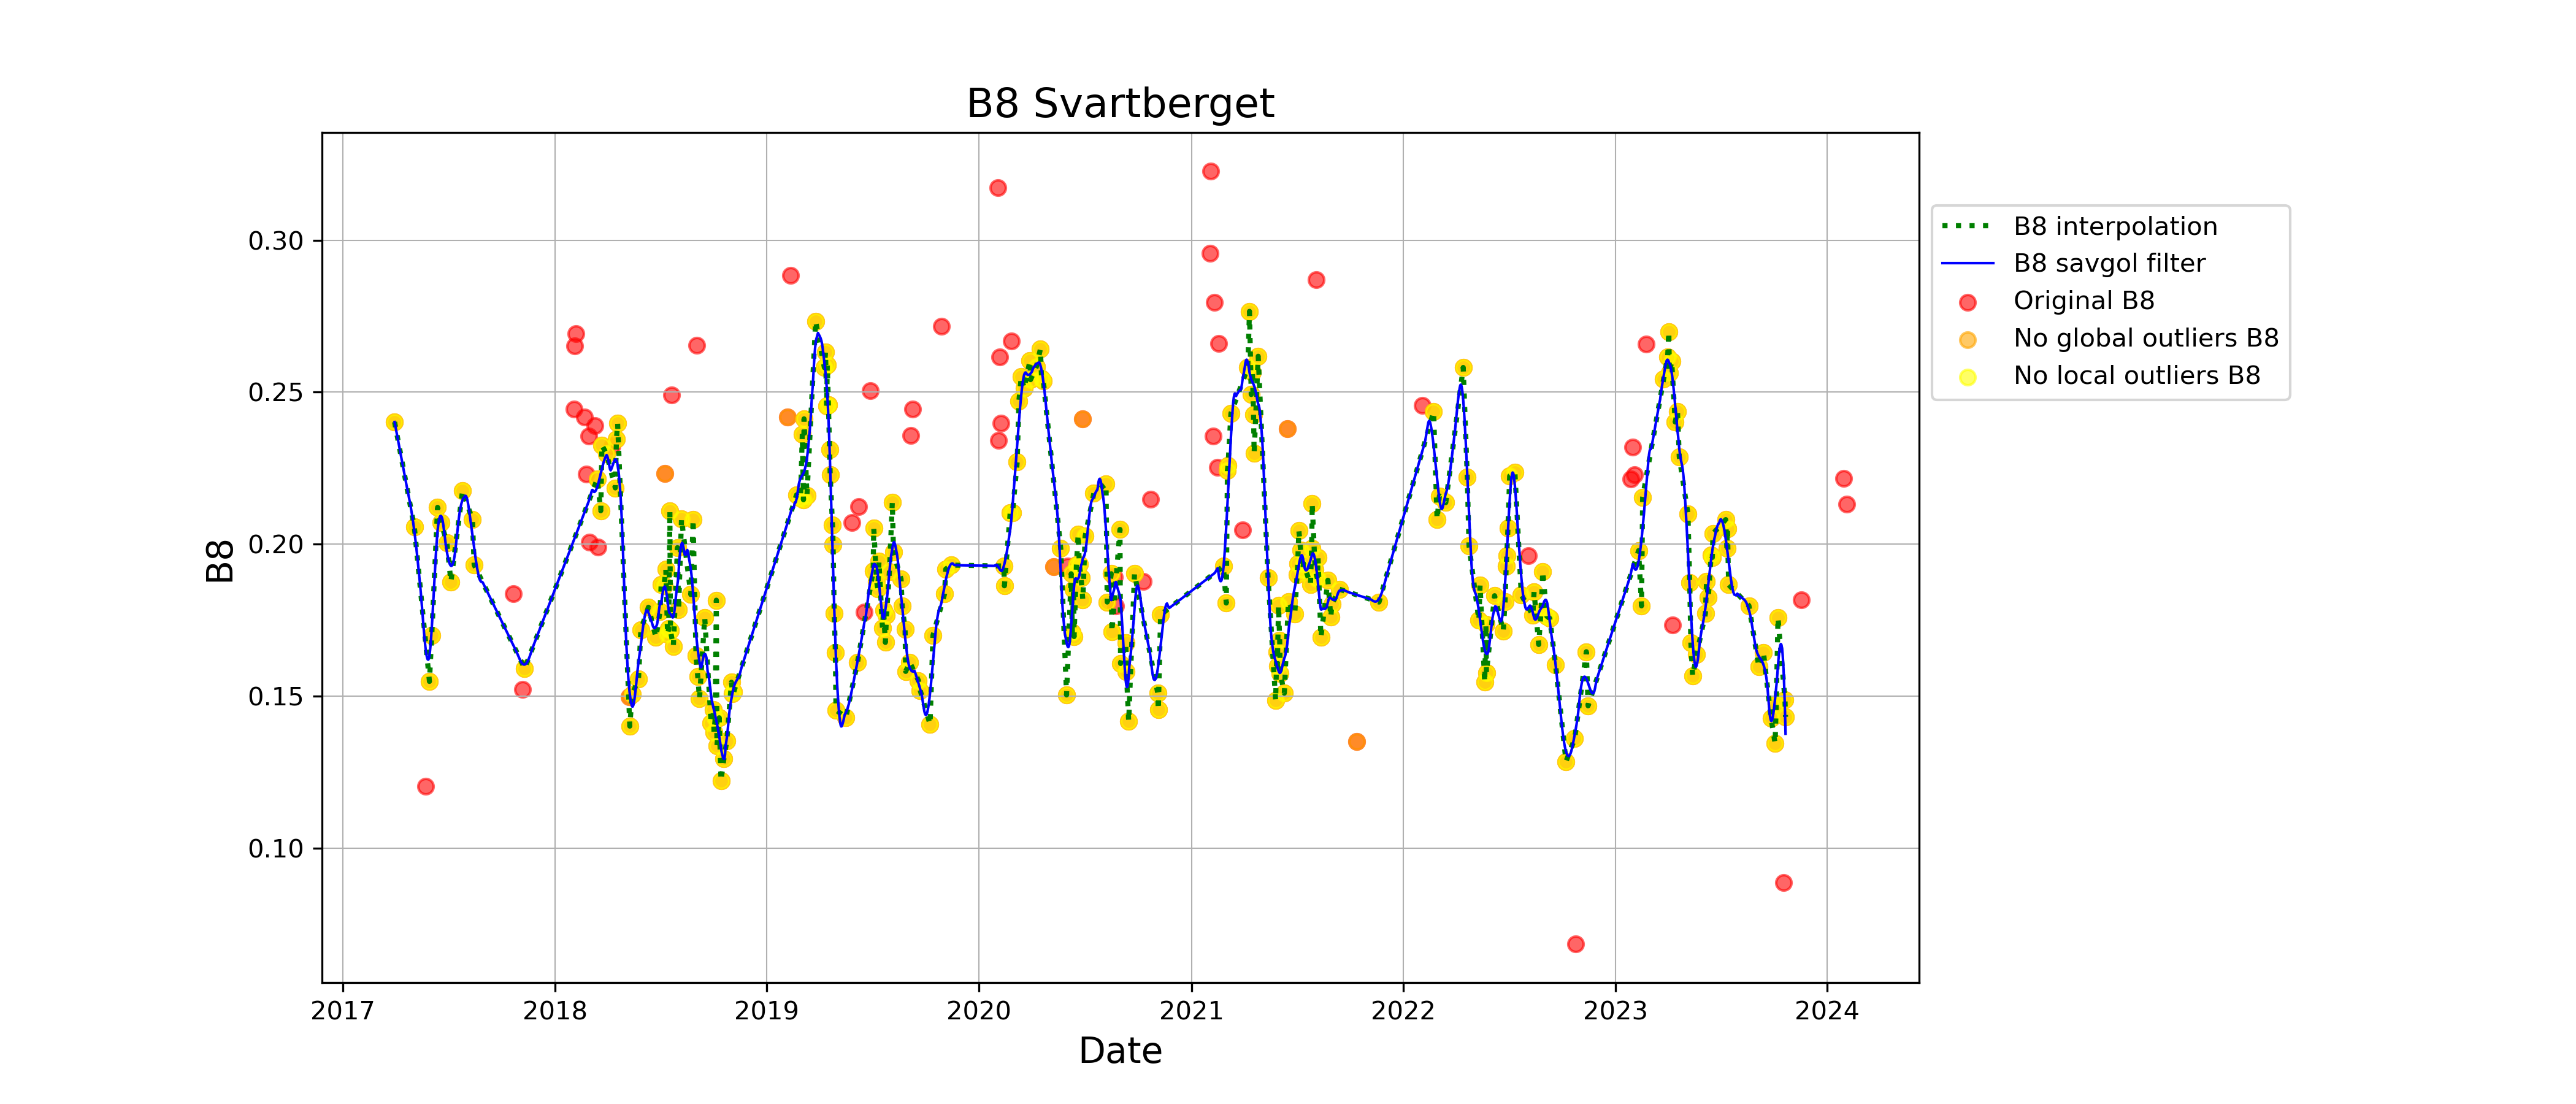 B8 Svartberget
B8
0.30
0.25
0.20
0.15
0.10
2017 2018 2019 2020 2021 2022 2023 2024
Date
B8 interpolation
B8 savgol filter
Original B8
No global outliers B8
No local outliers B8